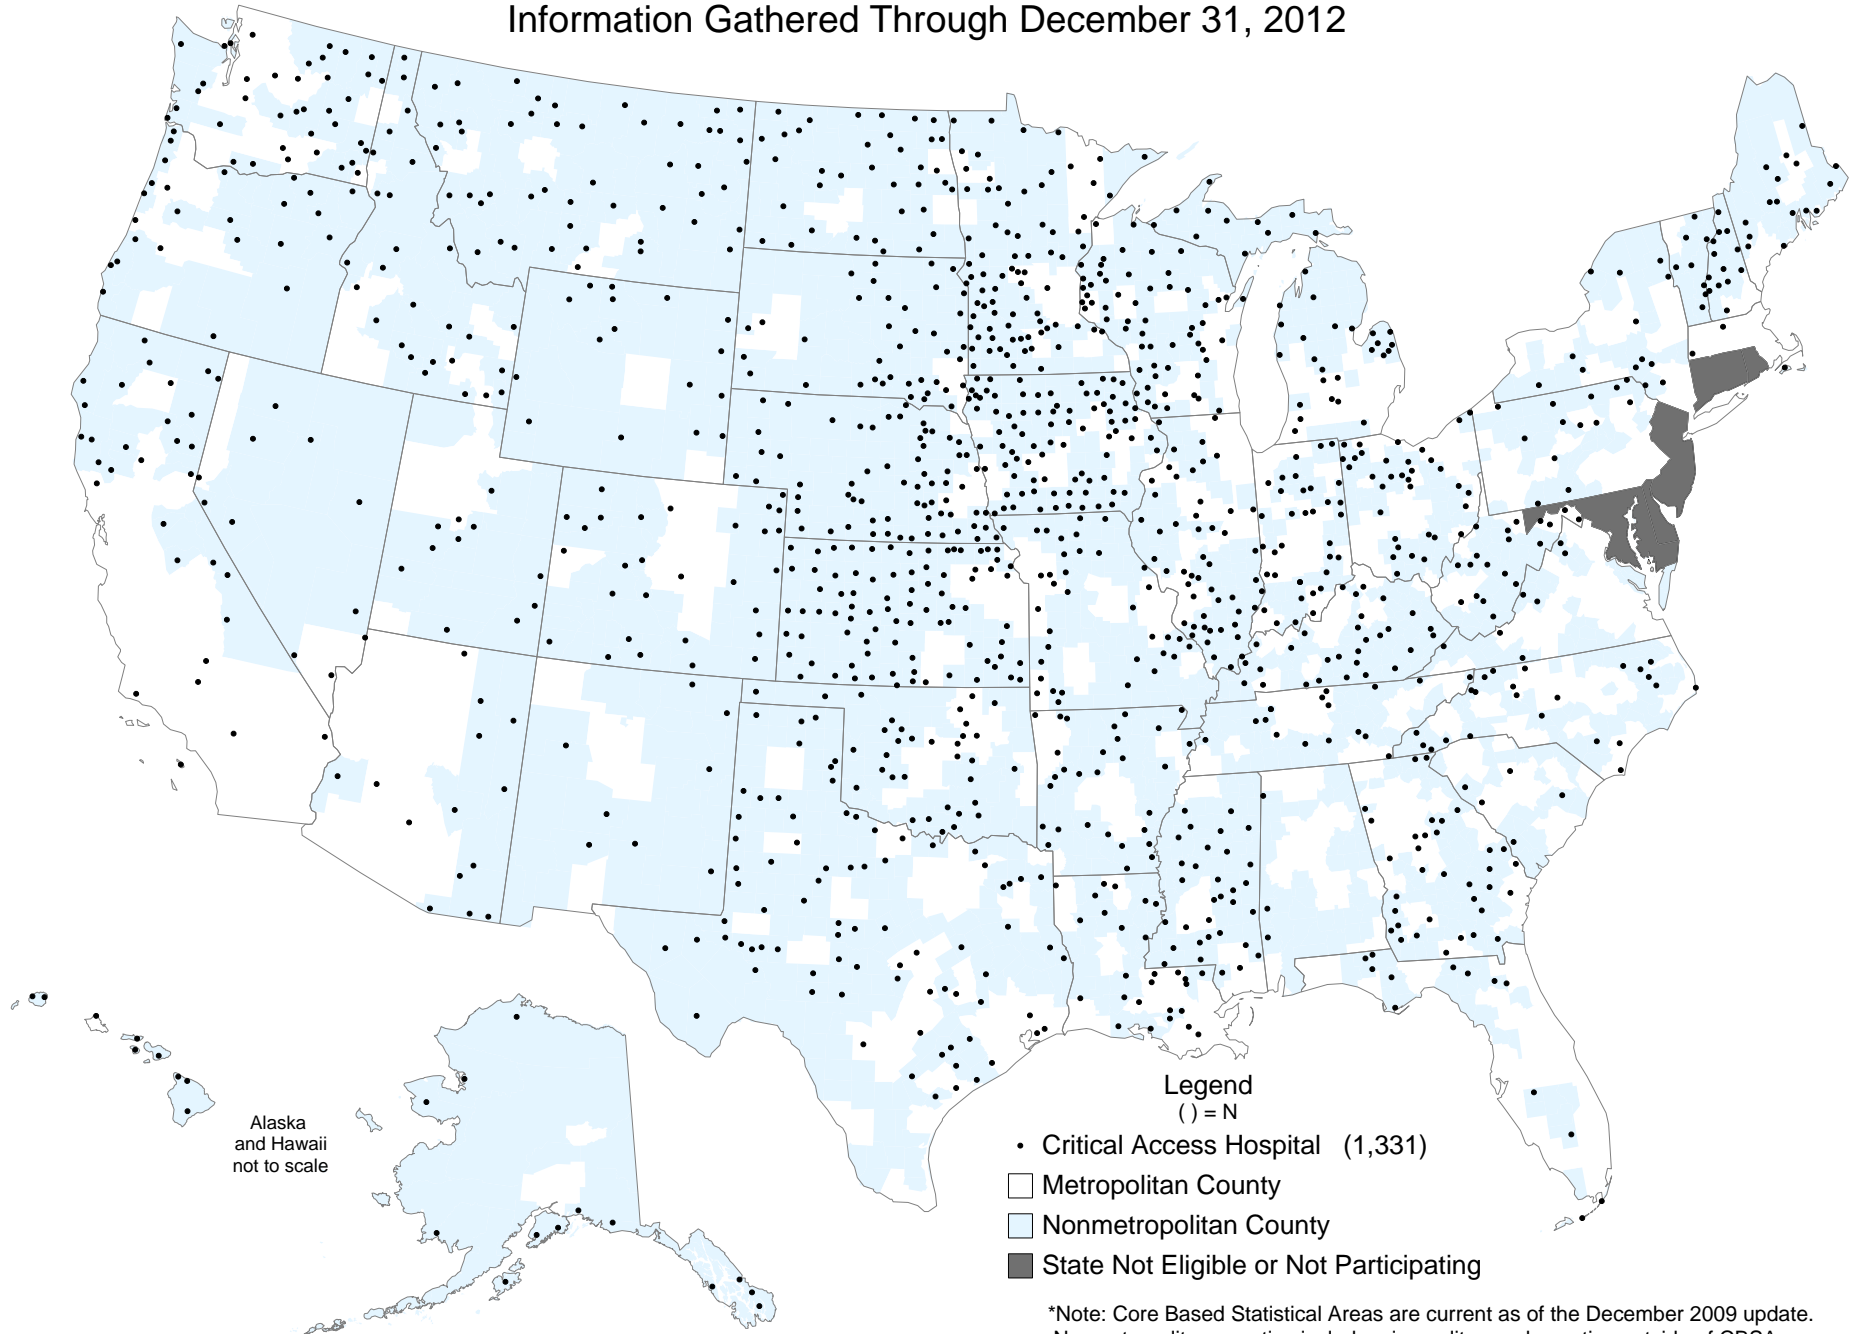 Information Gathered Through December 31, 2012
Alaska
and Hawaii
not to scale
Legend
( ) = N
Critical Access Hospital (1,331)
Metropolitan County
Nonmetropolitan County
State Not Eligible or Not Participating
*Note: Core Based Statistical Areas are current as of the December 2009 update.